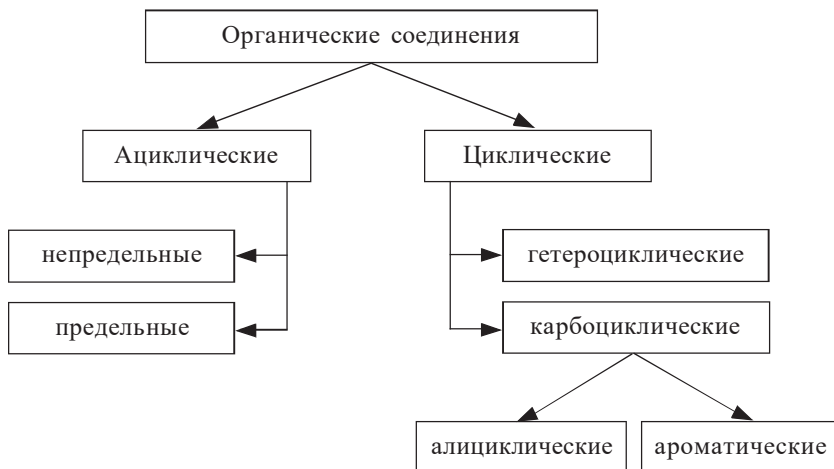 Органические соединения
Ациклические
Циклические
непредельные
гетероциклические
предельные
карбоциклические
алициклические
ароматические